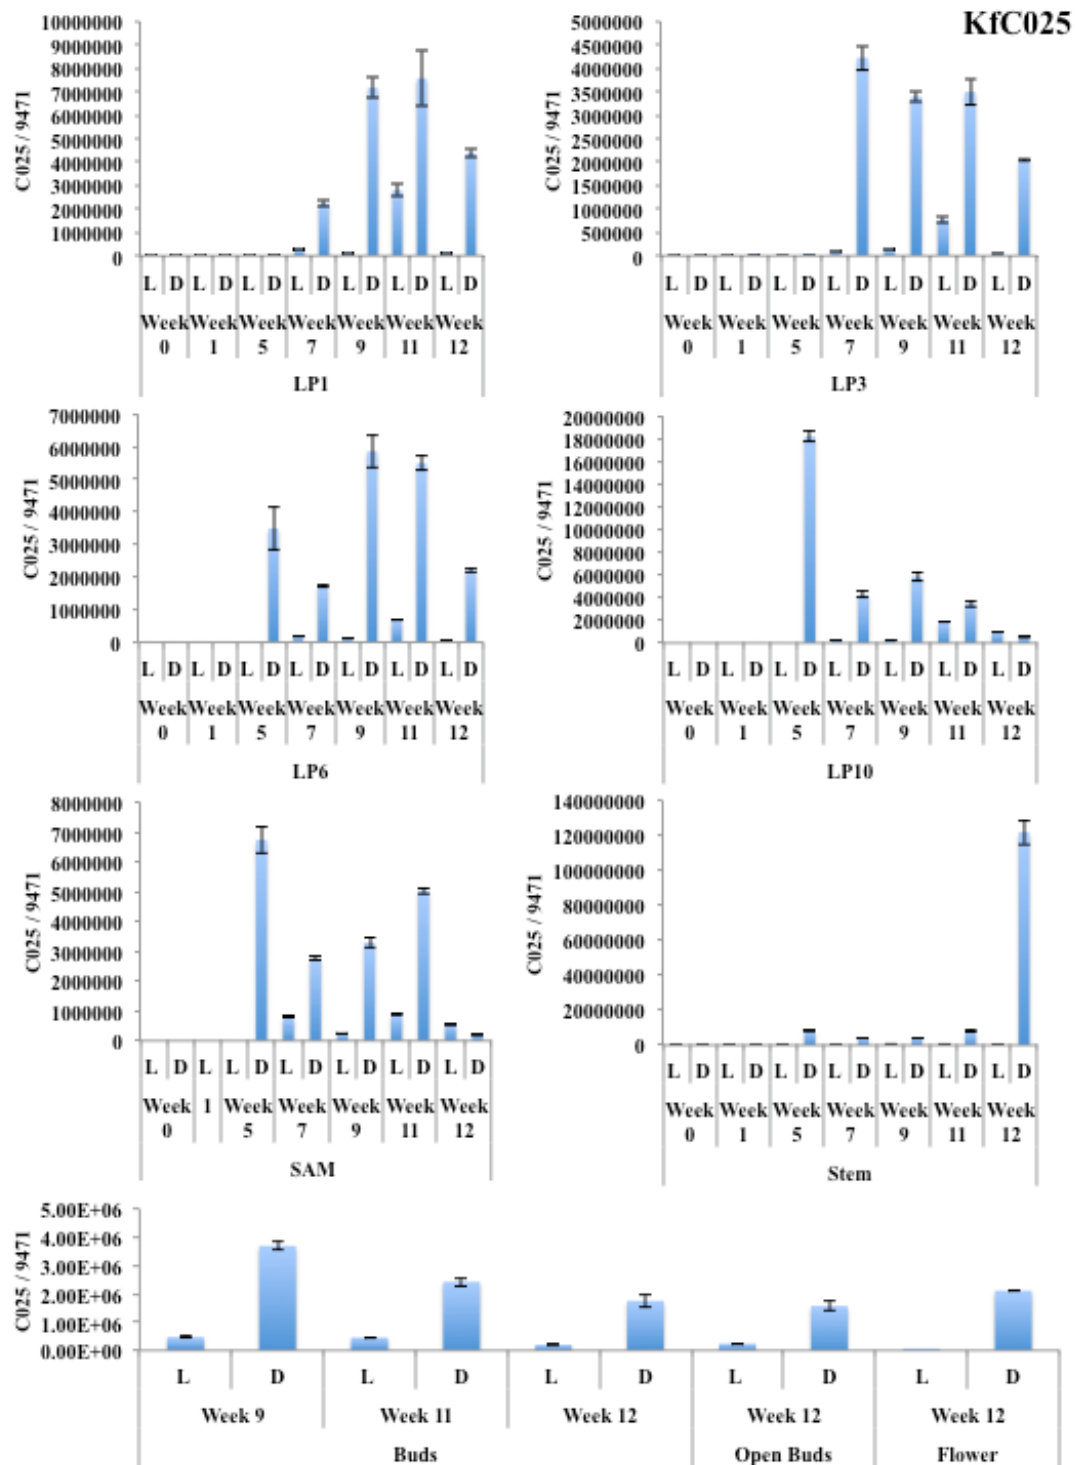 KfC025
C025 / 9471
10000000
9000000
8000000
7000000
6000000
5000000
4000000
3000000
2000000
1000000
0
L D L D L D L D L D L D L D
Week Week Week Week Week Week Week
0 1 5 7 9 11 12
LP1
C025 / 9471
5000000
4500000
4000000
3500000
3000000
2500000
2000000
1500000
1000000
500000
0
L D L D L D L D L D L D L D
Week Week Week Week Week Week Week
0 1 5 7 9 11 12
LP3
C025 / 9471
7000000
6000000
5000000
4000000
3000000
2000000
1000000
0
L D L D L D L D L D L D L D
Week Week Week Week Week Week Week
0 1 5 7 9 11 12
LP6
C025 / 9471
20000000
18000000
16000000
14000000
12000000
10000000
8000000
6000000
4000000
2000000
0
L D L D L D L D L D L D L D
Week Week Week Week Week Week Week
0 1 5 7 9 11 12
LP10
C025 / 9471
8000000
7000000
6000000
5000000
4000000
3000000
2000000
1000000
0
L D L L D L D L D L D L D
Week 1 Week Week Week Week Week
0 5 7 9 11 12
SAM
C025 / 9471
140000000
120000000
100000000
80000000
60000000
40000000
20000000
0
L D L D L D L D L D L D L D
Week Week Week Week Week Week Week
0 1 5 7 9 11 12
Stem
C025 / 9471
5.00E+06
4.00E+06
3.00E+06
2.00E+06
1.00E+06
0.00E+00
L D L D L D L D L D
Week 9 Week 11 Week 12 Week 12 Week 12
Buds Open Buds Flower